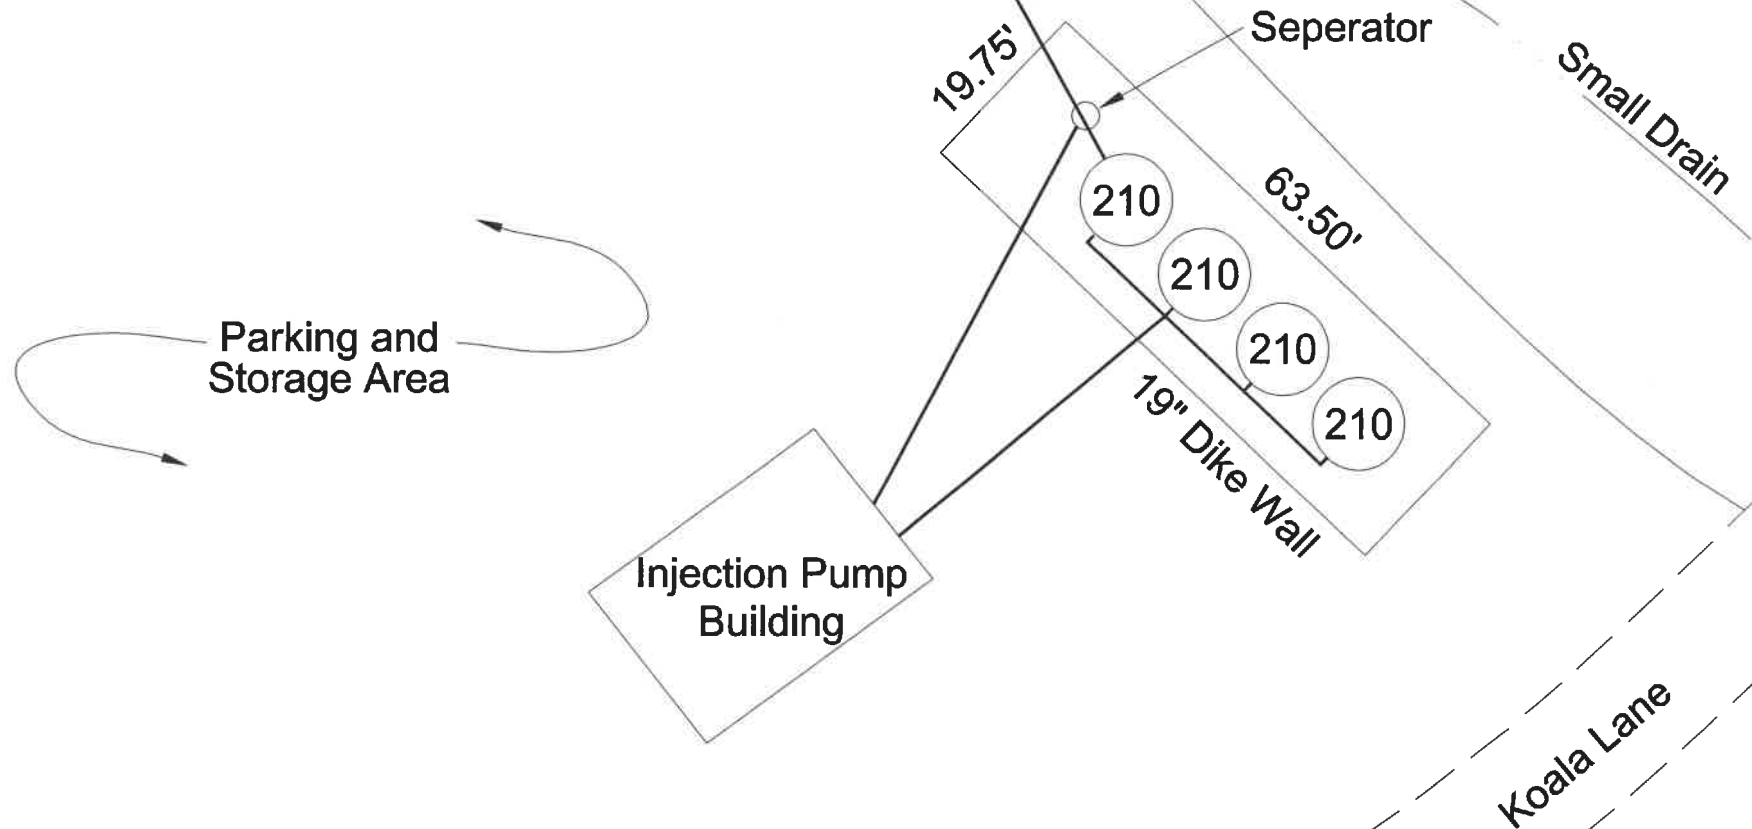 Seperator
19.75'
Small Drain
63.50'
210
210
210
210
Parking and
Storage Area
19" Dike Wall
Injection Pump
Building
Koala Lane